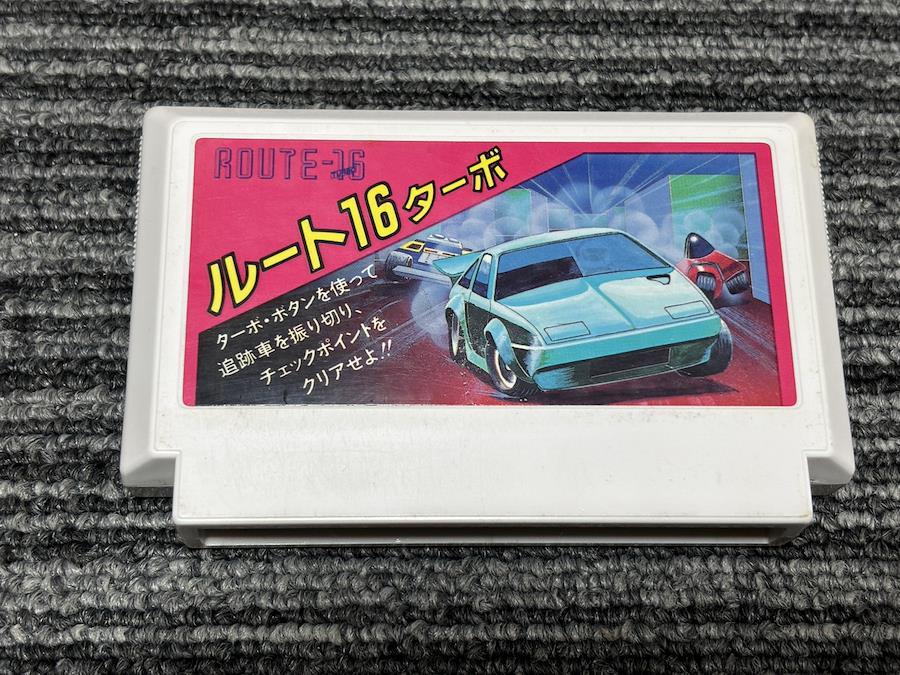 ROUTE-16
TURBO
ルート16ターボ
ターボ・ボタンを使って
追跡車を振り切り、
チェックポイントを
クリアせよ!!